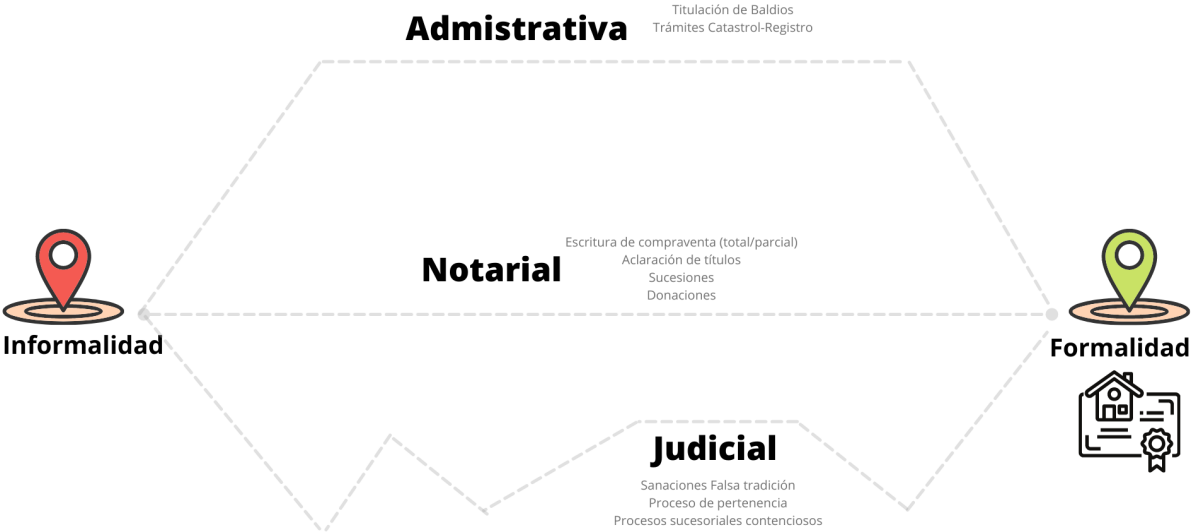 Admistrativa
Titulación de Baldios
Trámites Catastrol-Registro
Notarial
Escritura de compraventa (total/parcial)
Aclaración de títulos
Sucesiones
Donaciones
Informalidad
Formalidad
Judicial
Sanaciones Falsa tradición
Proceso de pertenencia
Procesos sucesoriales contenciosos